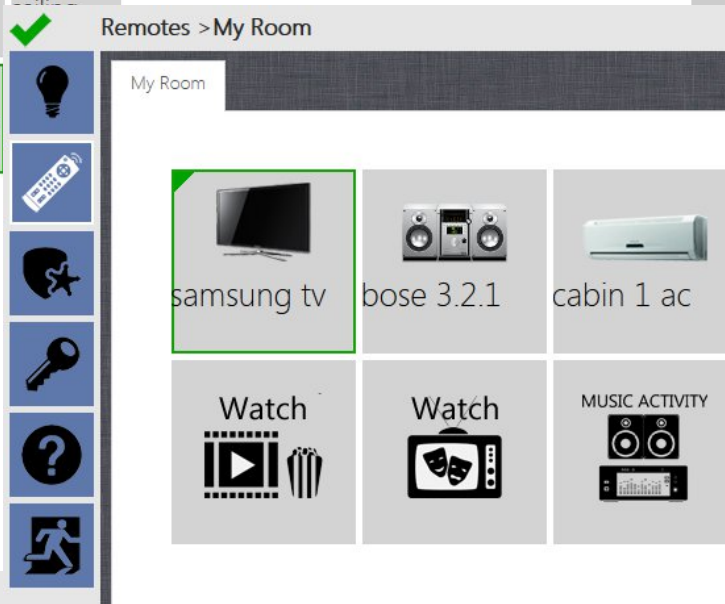 Remotes >My Room
My Room
samsung tv
bose 3.2.1
cabin 1 ac
Watch
Watch
MUSIC ACTIVITY